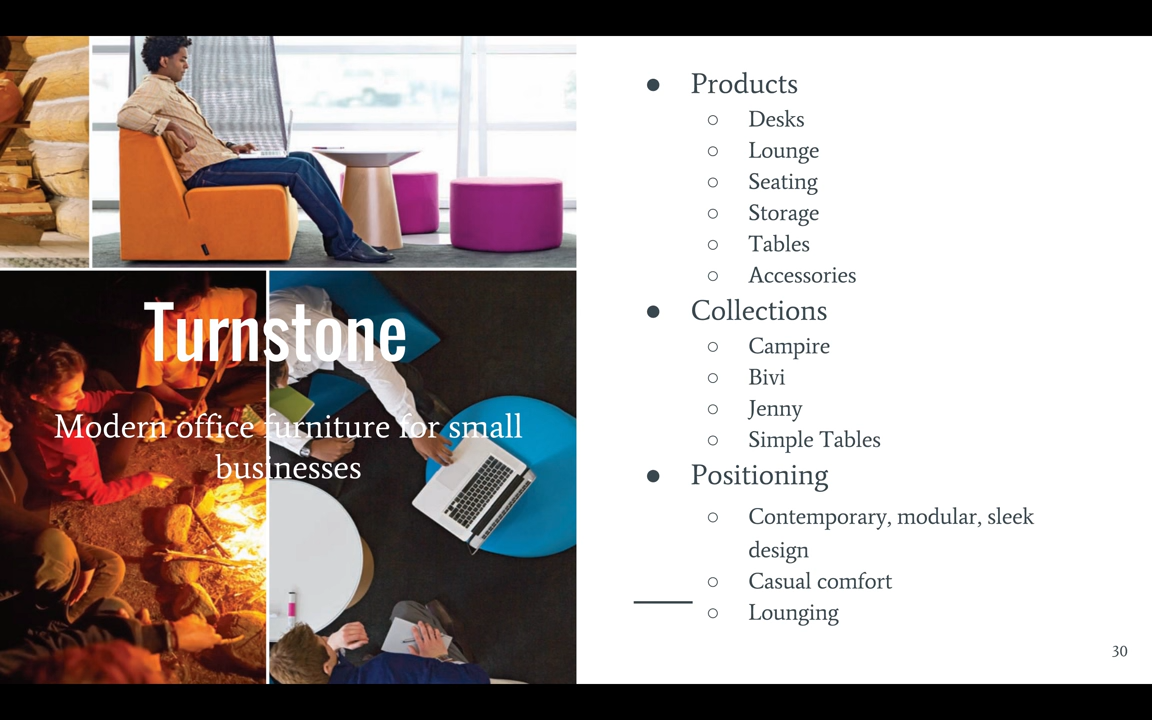 Turnstone
Modern office furniture for small
businesses
● Products
○ Desks
○ Lounge
○ Seating
○ Storage
○ Tables
○ Accessories
● Collections
○ Campire
○ Bivi
○ Jenny
○ Simple Tables
● Positioning
○ Contemporary, modular, sleek
design
○ Casual comfort
○ Lounging
30